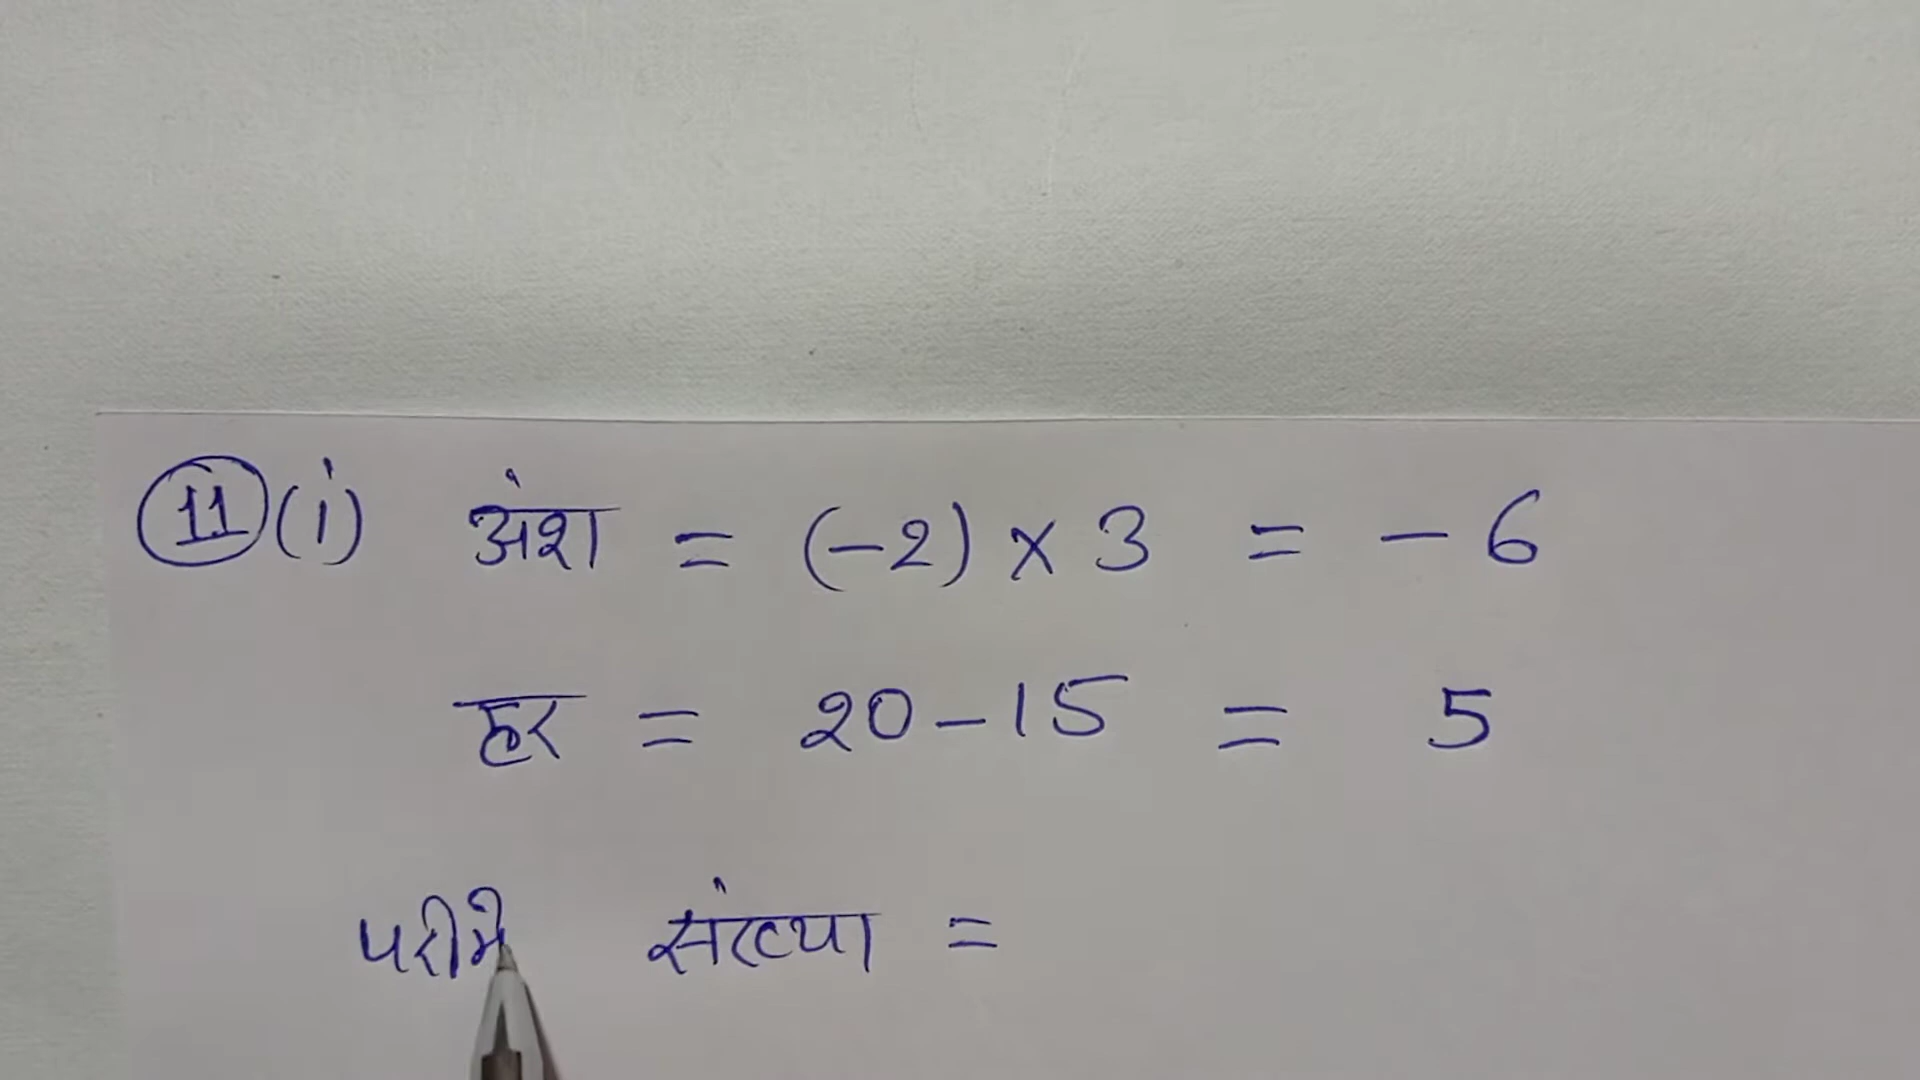 11 (i) अंश = (-2) × 3 = - 6
हर = 20 - 15 = 5
परीमे संख्या =